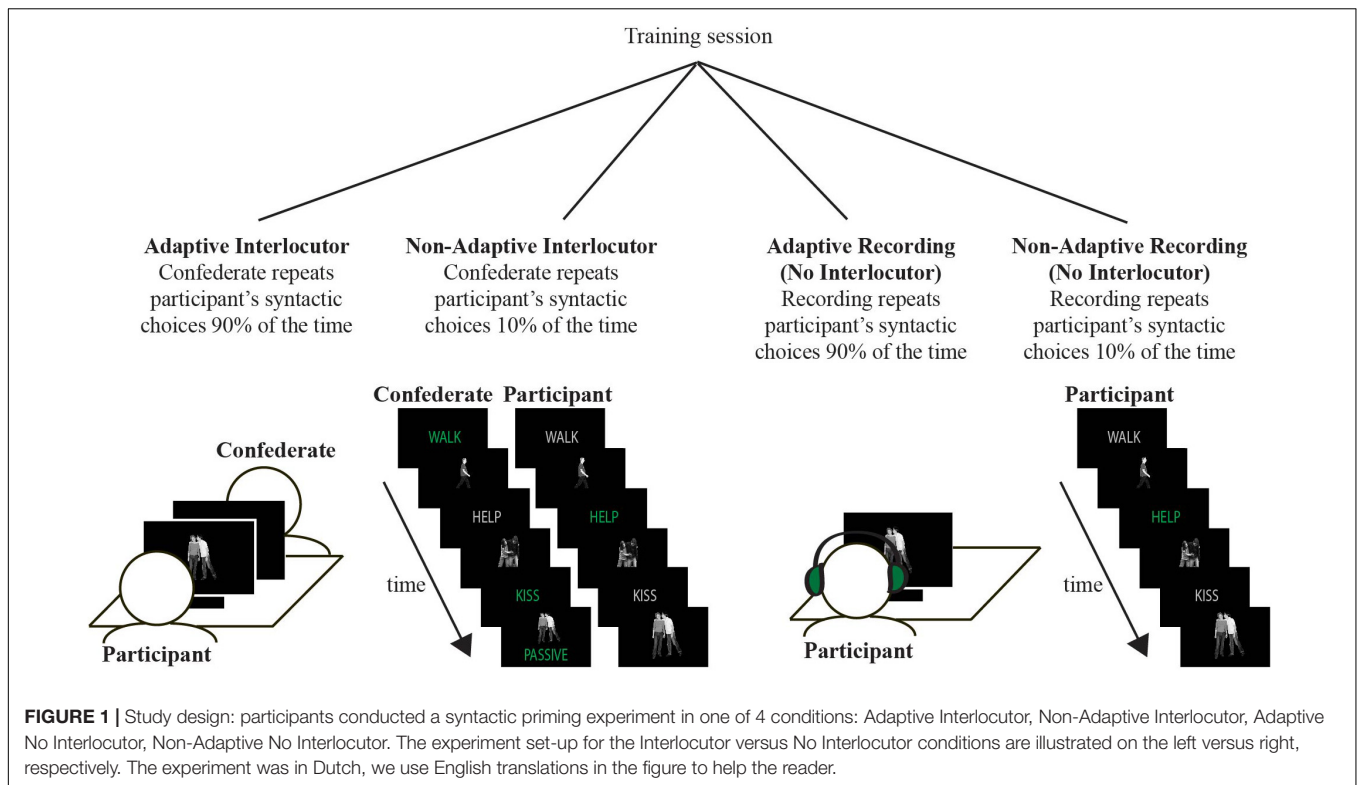 Training session
Adaptive Interlocutor
Confederate repeats
participant's syntactic
choices 90% of the time
Non-Adaptive Interlocutor
Confederate repeats
participant's syntactic
choices 10% of the time
Adaptive Recording
(No Interlocutor)
Recording repeats
participant's syntactic
choices 90% of the time
Non-Adaptive Recording
(No Interlocutor)
Recording repeats
participant's syntactic
choices 10% of the time
Confederate
Participant
Confederate
WALK
HELP
KISS
PASSIVE
time
Participant
WALK
HELP
KISS
Participant
time
Participant
WALK
HELP
KISS
FIGURE 1 | Study design: participants conducted a syntactic priming experiment in one of 4 conditions: Adaptive Interlocutor, Non-Adaptive Interlocutor, Adaptive
No Interlocutor, Non-Adaptive No Interlocutor. The experiment set-up for the Interlocutor versus No Interlocutor conditions are illustrated on the left versus right,
respectively. The experiment was in Dutch, we use English translations in the figure to help the reader.